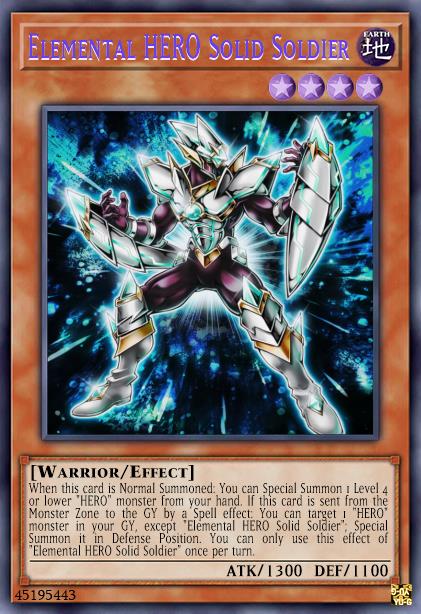 Elemental HERO Solid Soldier
EARTH
地
[Warrior/Effect]
When this card is Normal Summoned: You can Special Summon 1 Level 4
or lower "HERO" monster from your hand. If this card is sent from the
Monster Zone to the GY by a Spell effect: You can target 1 "HERO"
monster in your GY, except "Elemental HERO Solid Soldier"; Special
Summon it in Defense Position. You can only use this effect of
"Elemental HERO Solid Soldier" once per turn.
ATK/1300 DEF/1100
45195443